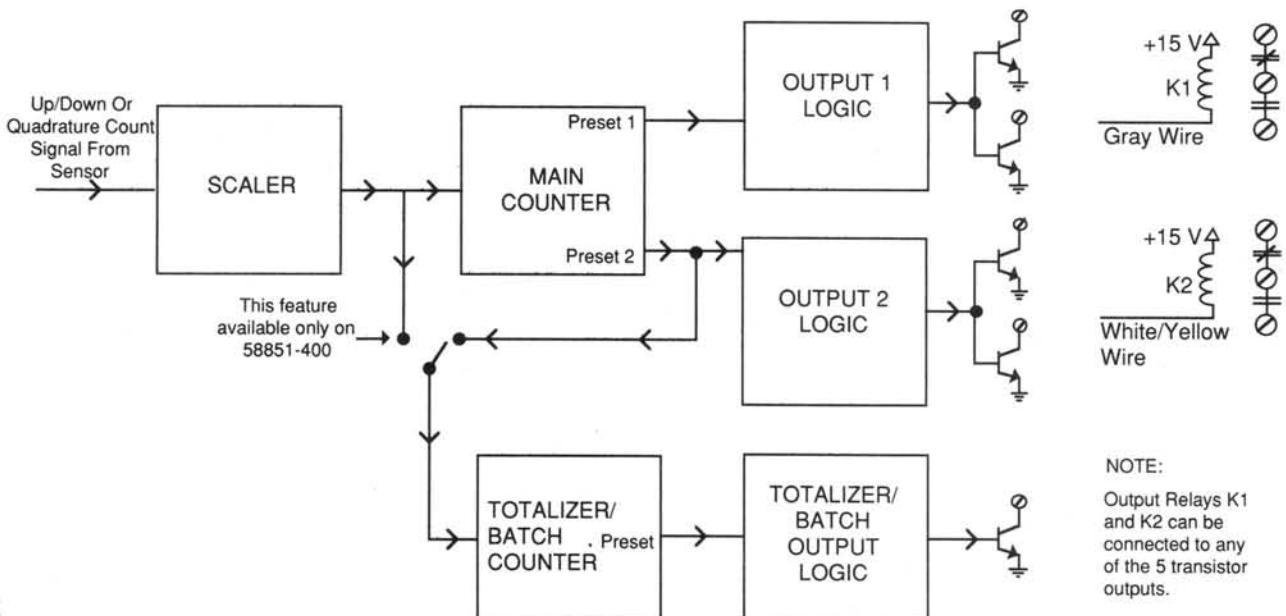 Up/Down Or
Quadrature Count
Signal From
Sensor
SCALER
MAIN
COUNTER
Preset 1
Preset 2
OUTPUT 1
LOGIC
OUTPUT 2
LOGIC
+15 V
K1
Gray Wire
+15 V
K2
White/Yellow
Wire
This feature
available only on
58851-400
TOTALIZER/
BATCH
COUNTER
. Preset
TOTALIZER/
BATCH
OUTPUT
LOGIC
NOTE:
Output Relays K1
and K2 can be
connected to any
of the 5 transistor
outputs.